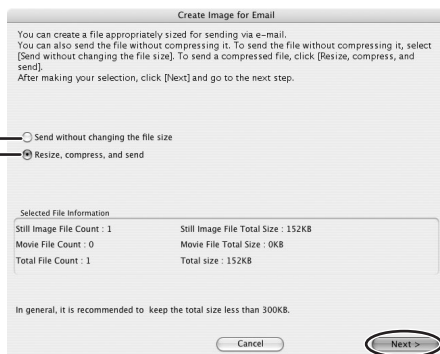 Create Image for Email
You can create a file appropriately sized for sending via e-mail.
You can also send the file without compressing it. To send the file without compressing it, select
[Send without changing the file size]. To send a compressed file, click [Resize, compress, and
send].
After making your selection, click [Next] and go to the next step.
Send without changing the file size
Resize, compress, and send
Selected File Information
Still Image File Count : 1 Still Image File Total Size : 152KB
Movie File Count : 0 Movie File Total Size : 0KB
Total File Count : 1 Total size : 152KB
In general, it is recommended to keep the total size less than 300KB.
Cancel Next >